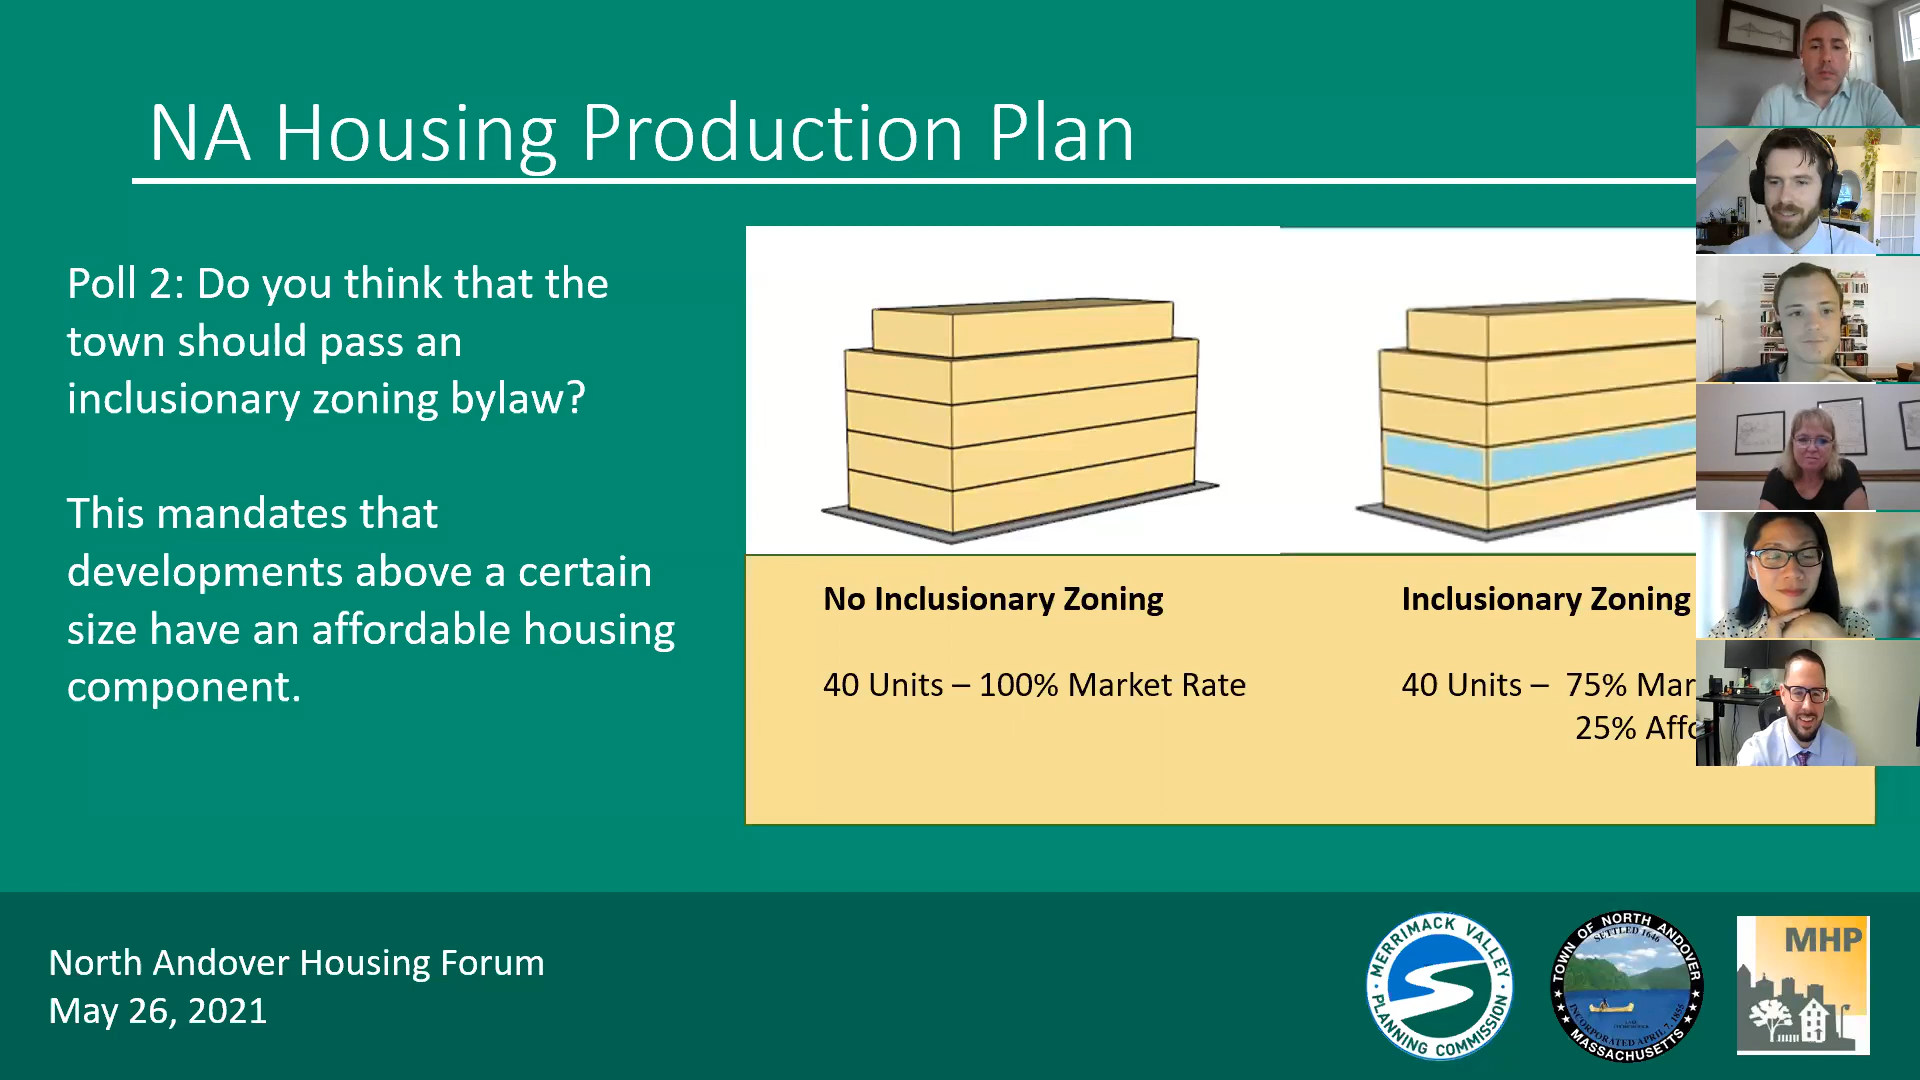 NA Housing Production Plan
Poll 2: Do you think that the
town should pass an
inclusionary zoning bylaw?
This mandates that
developments above a certain
size have an affordable housing
component.
No Inclusionary Zoning
40 Units – 100% Market Rate
Inclusionary Zoning
40 Units – 75% Mar
25% Affo
North Andover Housing Forum
May 26, 2021
MERRIMACK VALLEY
PLANNING COMMISSION
TOWN OF NORTH ANDOVER
SETTLED 1646
INCORPORATED APRIL 7, 1855
MASSACHUSETTS
MHP